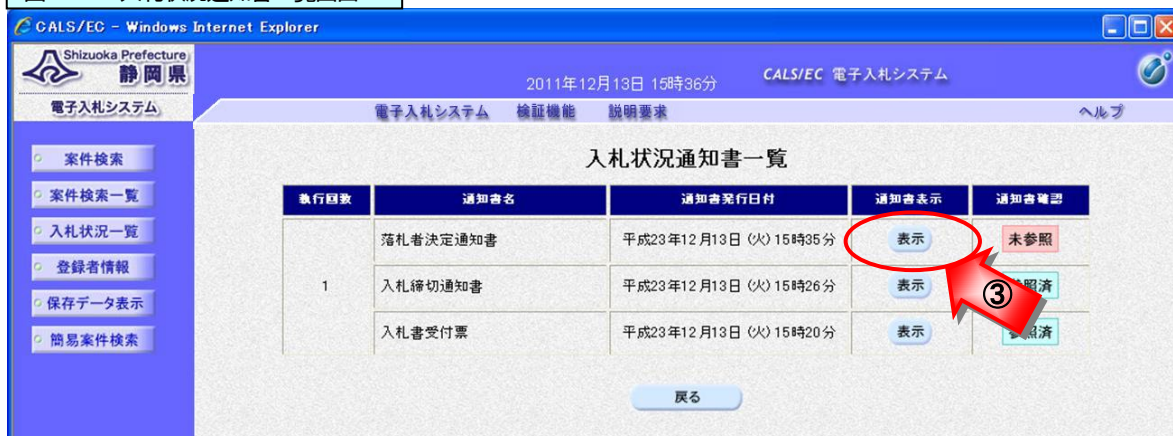 CALS/EC - Windows Internet Explorer
Shizuoka Prefecture
静岡県
2011年12月13日 15時36分
CALS/EC 電子入札システム
電子入札システム
電子入札システム 検証機能 説明要求
ヘルプ
案件検索
案件検索一覧
入札状況一覧
登録者情報
保存データ表示
簡易案件検索
入札状況通知書一覧
執行回数 通知書名 通知書発行日付 通知書表示 通知書確認
落札者決定通知書 平成23年12月13日 (火) 15時35分 表示 未参照
1 入札締切通知書 平成23年12月13日 (火) 15時26分 表示 照済
入札書受付票 平成23年12月13日 (火) 15時20分 表示 照済
③
戻る